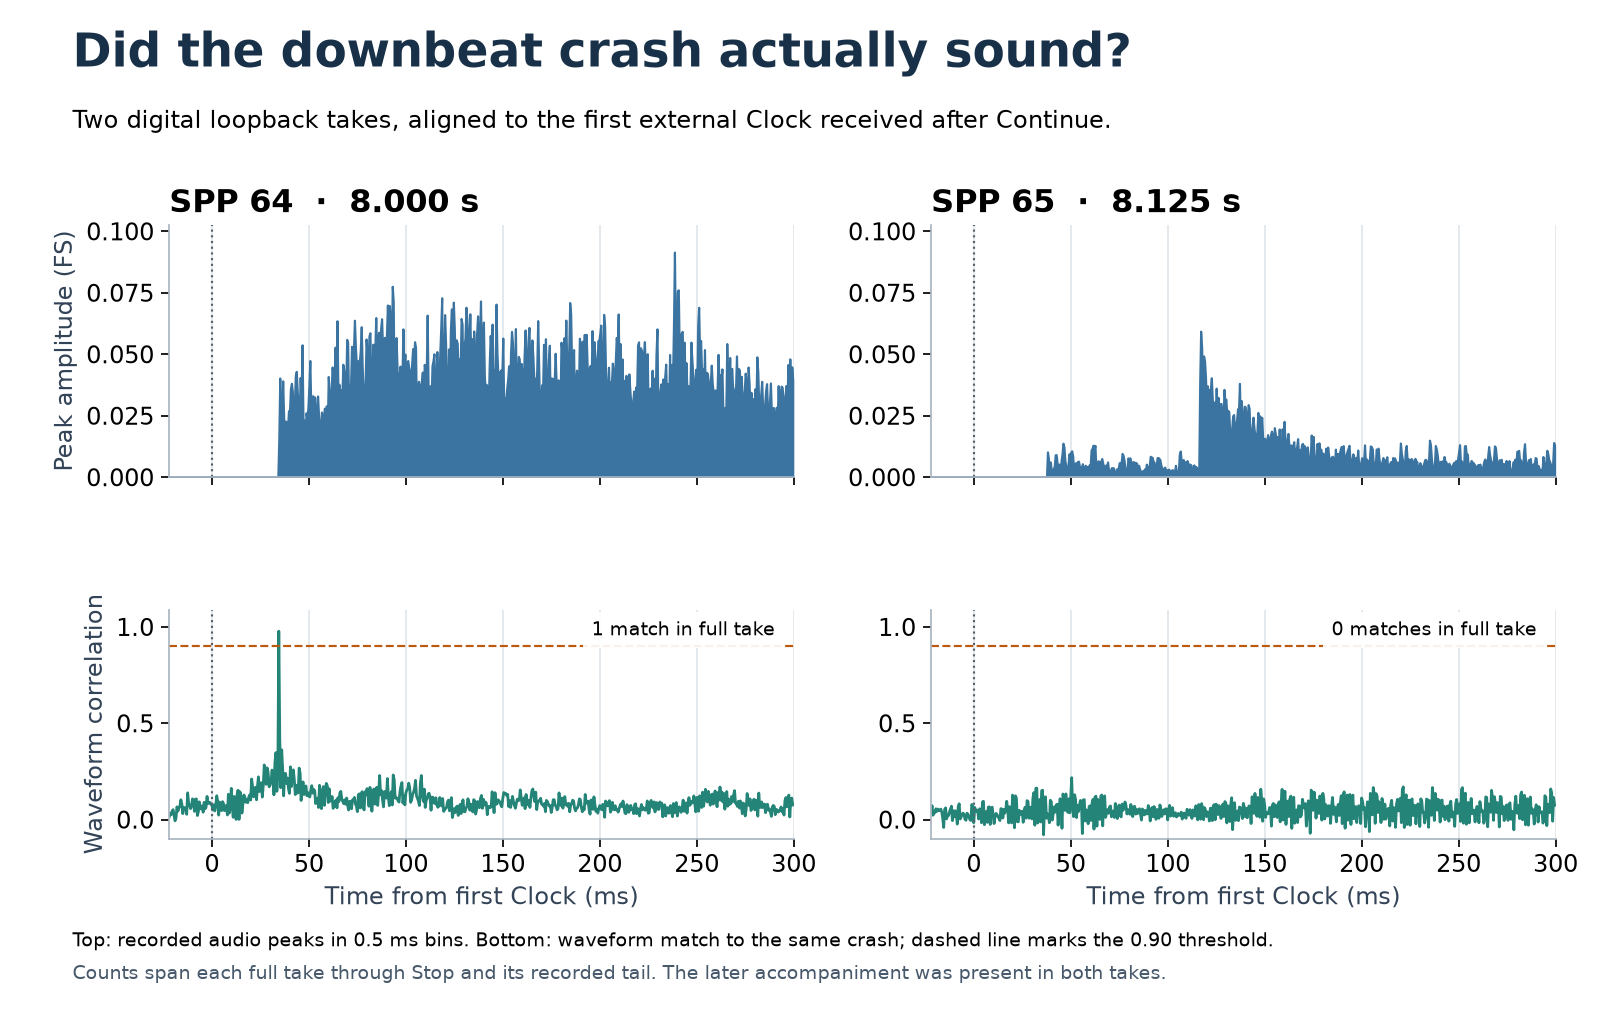 Did the downbeat crash actually sound?
Two digital loopback takes, aligned to the first external Clock received after Continue.
SPP 64 · 8.000 s
SPP 65 · 8.125 s
Peak amplitude (FS)
0.100
0.075
0.050
0.025
0.000
0.100
0.075
0.050
0.025
0.000
Waveform correlation
1.0
0.5
0.0
1 match in full take
1.0
0.5
0.0
0 matches in full take
0 50 100 150 200 250 300
0 50 100 150 200 250 300
Time from first Clock (ms)
Time from first Clock (ms)
Top: recorded audio peaks in 0.5 ms bins. Bottom: waveform match to the same crash; dashed line marks the 0.90 threshold.
Counts span each full take through Stop and its recorded tail. The later accompaniment was present in both takes.